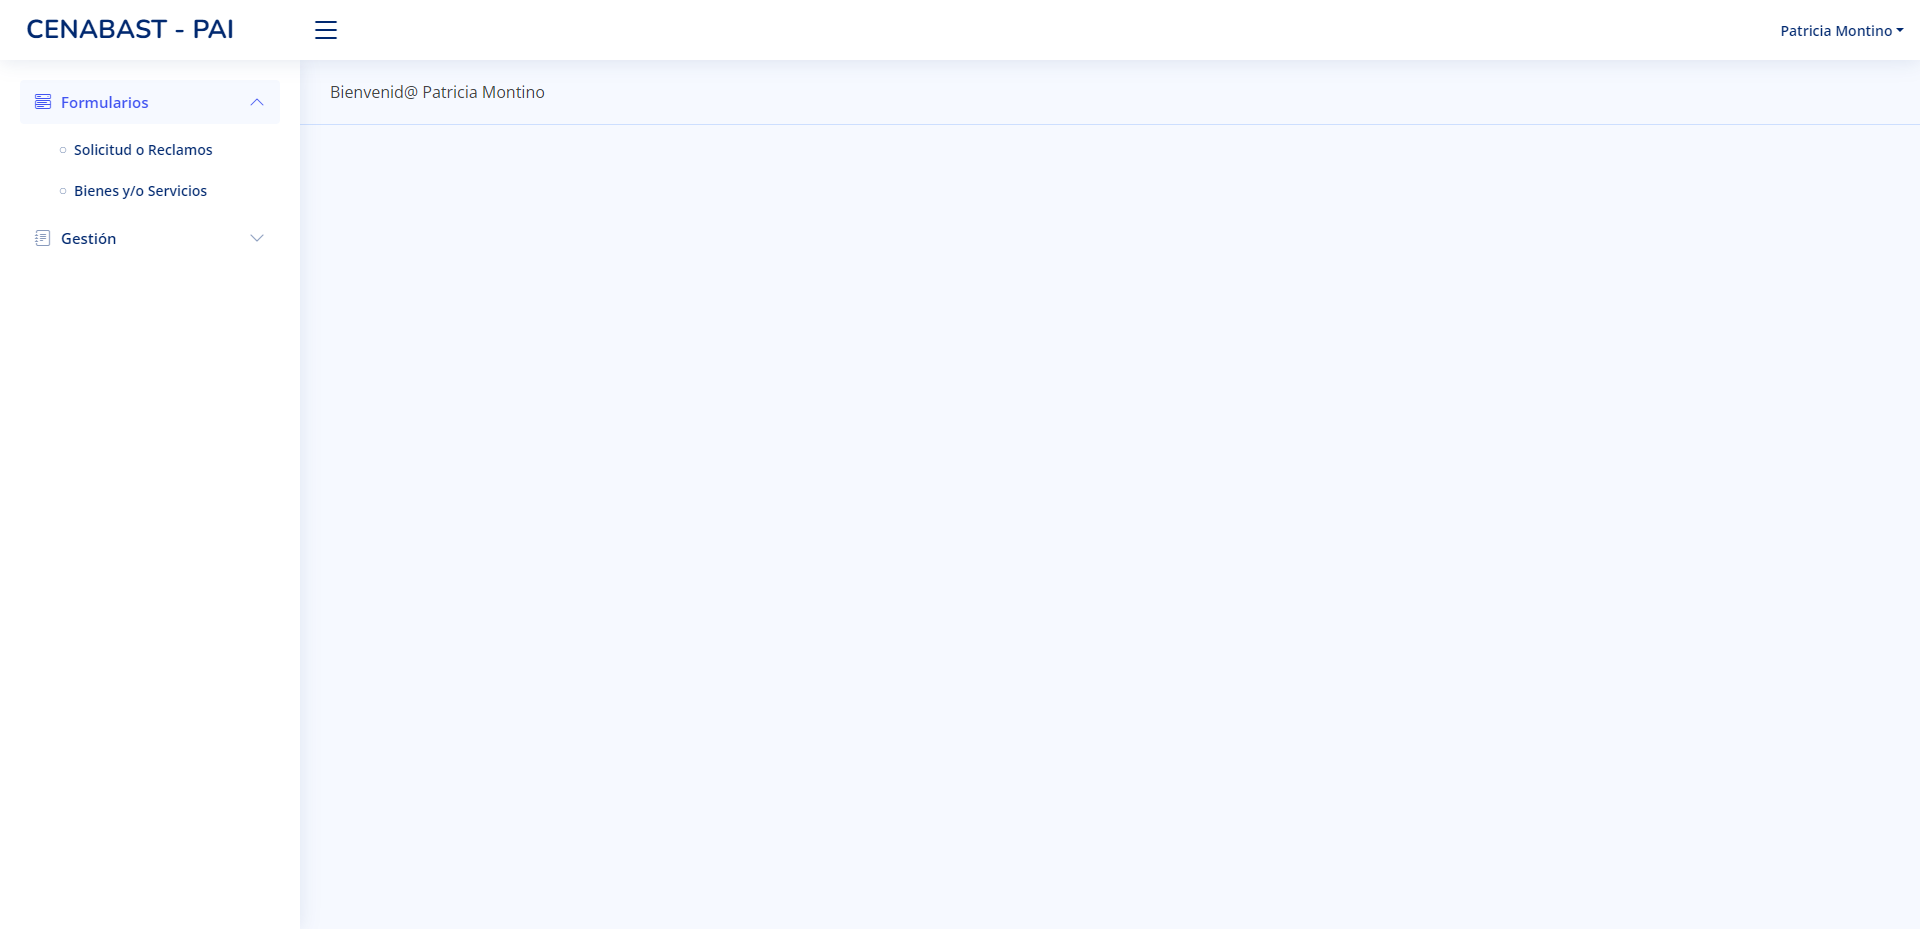 CENABAST - PAI
Patricia Montino
Formularios
Solicitud o Reclamos
Bienes y/o Servicios
Gestión
Bienvenid@ Patricia Montino